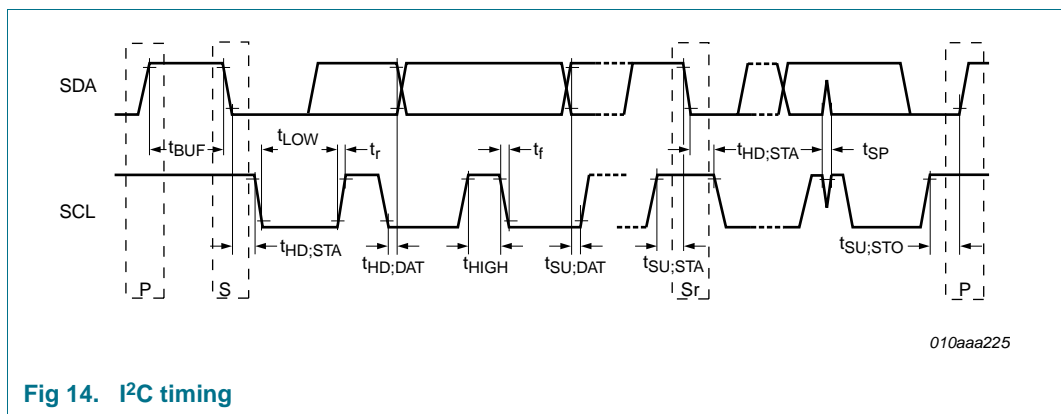 SDA
tBUF
tLOW
tr
tf
tHD;STA
tSP
SCL
tHD;STA
tHD;DAT
tHIGH
tSU;DAT
tSU;STA
tSU;STO
P
S
Sr
P
010aaa225
Fig 14. I²C timing